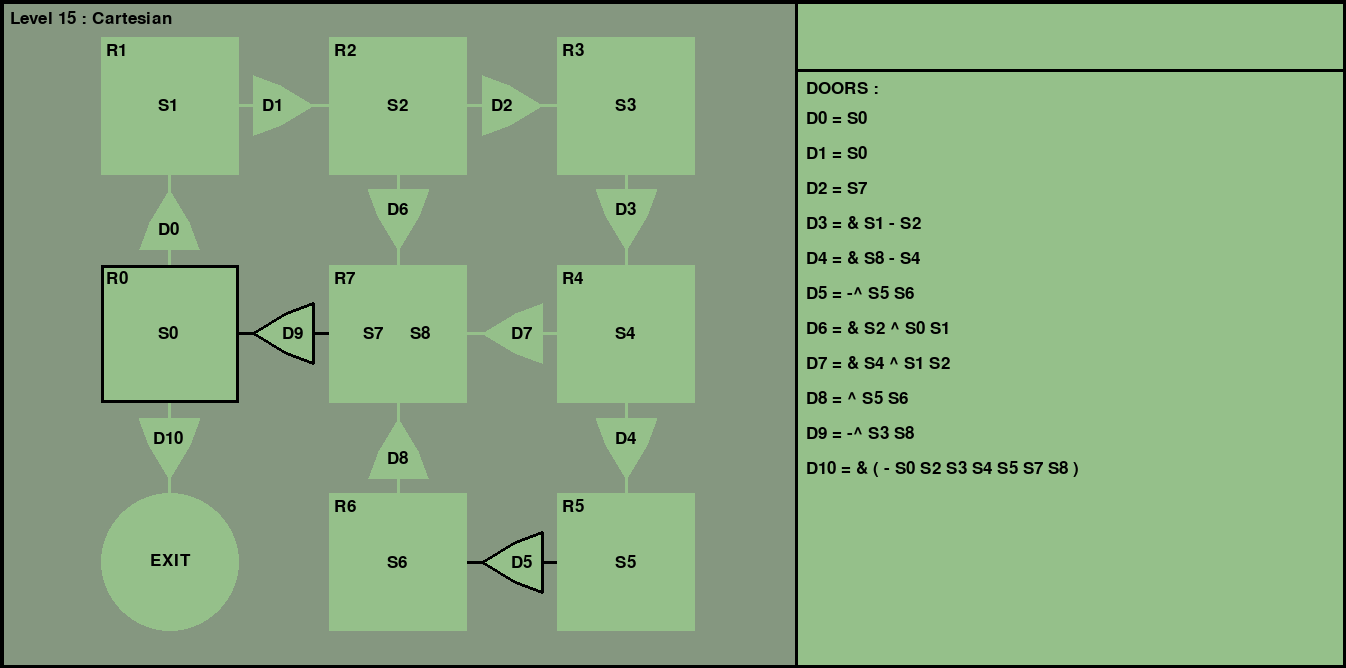 Level 15 : Cartesian
R1
R2
R3
S1
D1
S2
D2
S3
D0
D6
D3
R0
R7
R4
S0
D9
S7 S8
D7
S4
D10
D8
D4
R6
R5
EXIT
S6
D5
S5
DOORS :
D0 = S0
D1 = S0
D2 = S7
D3 = & S1 - S2
D4 = & S8 - S4
D5 = -^ S5 S6
D6 = & S2 ^ S0 S1
D7 = & S4 ^ S1 S2
D8 = ^ S5 S6
D9 = -^ S3 S8
D10 = & ( - S0 S2 S3 S4 S5 S7 S8 )